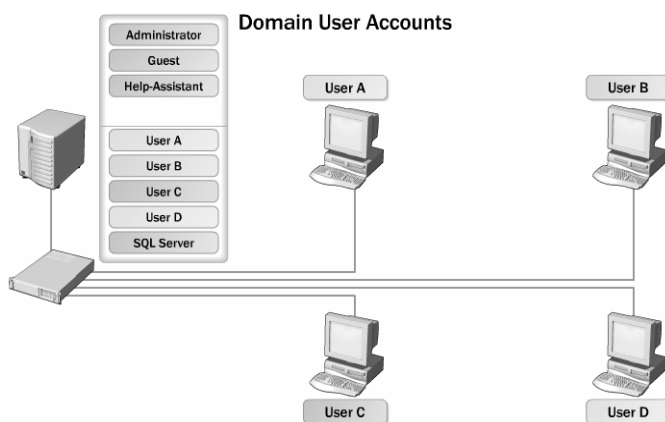 Domain User Accounts
Administrator
Guest
Help-Assistant
User A
User B
User C
User D
SQL Server
User A
User B
User C
User D